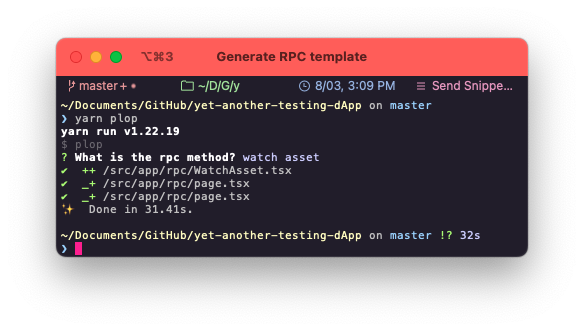 ⌥⌘3 Generate RPC template
master+• ~/D/G/y 8/03, 3:09 PM Send Snippe...
~/Documents/GitHub/yet-another-testing-dApp on master
❯ yarn plop
yarn run v1.22.19
$ plop
? What is the rpc method? watch asset
✔ ++ /src/app/rpc/WatchAsset.tsx
✔ _+ /src/app/rpc/page.tsx
✔ _+ /src/app/rpc/page.tsx
✨ Done in 31.41s.
~/Documents/GitHub/yet-another-testing-dApp on master !? 32s
❯